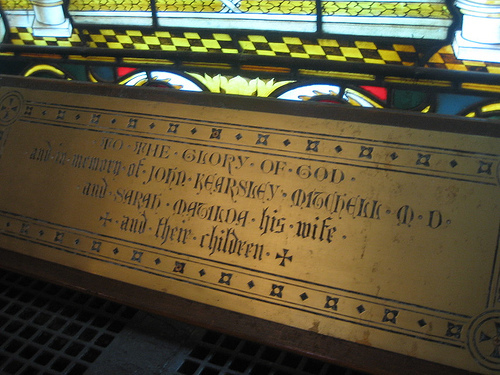 TO · THE · GLORY · OF · GOD ·
and · in · memory · of · JOHN · KEARSLEY · MITCHELL · M · D ·
and · SARAH · MATILDA · his · wife ·
✠ · and · their · children · ✠